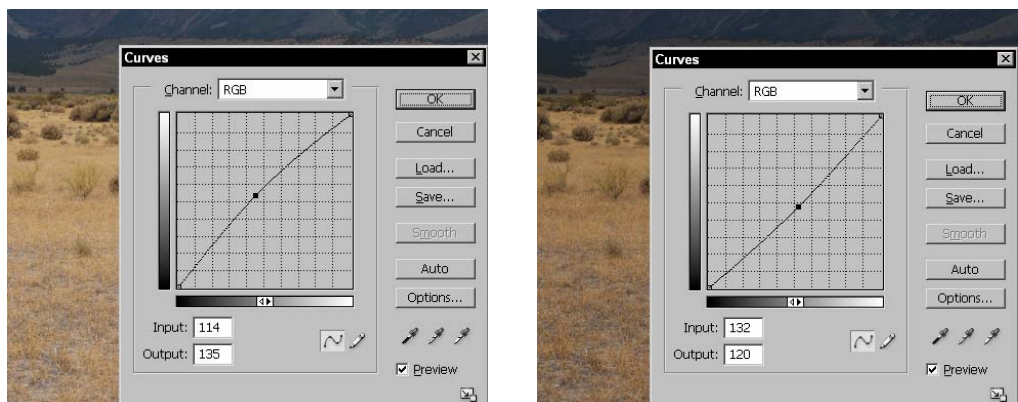 Curves
Channel: RGB
OK
Cancel
Load...
Save...
Smooth
Auto
Options...
Input: 114
Output: 135
Preview
Curves
Channel: RGB
OK
Cancel
Load...
Save...
Smooth
Auto
Options...
Input: 132
Output: 120
Preview